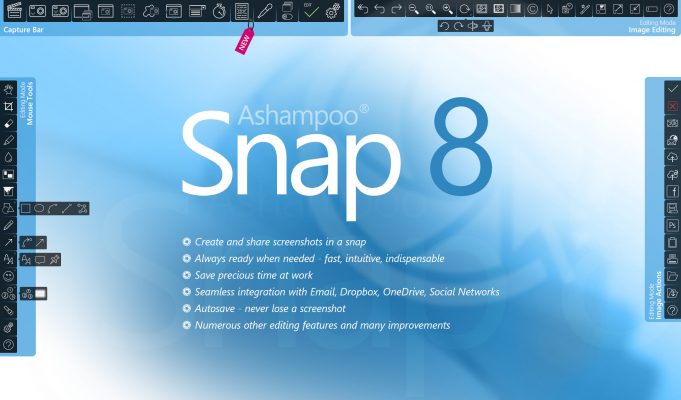 Capture Bar
NEW
EDIT
Editing Mode
Image Editing
Editing Mode
Mouse Tools
Ashampoo®
Snap 8
Create and share screenshots in a snap
Always ready when needed - fast, intuitive, indispensable
Save precious time at work
Seamless integration with Email, Dropbox, OneDrive, Social Networks
Autosave - never lose a screenshot
Numerous other editing features and many improvements
Editing Mode
Image Actions